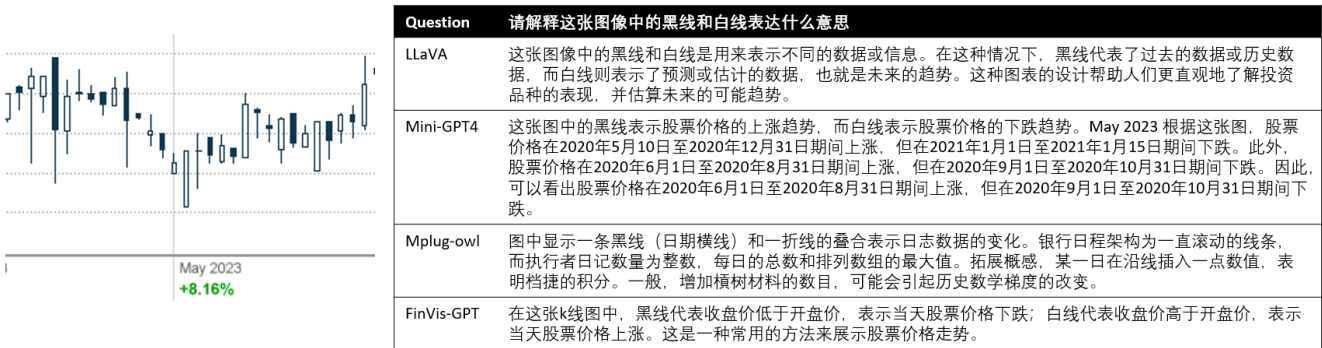 Question 请解释这张图像中的黑线和白线表达什么意思
LLaVA 这张图像中的黑线和白线是用来表示不同的数据或信息。在这种情况下，黑线代表了过去的数据或历史数
据，而白线则表示了预测或估计的数据，也就是未来的趋势。这种图表的设计帮助人们更直观地了解投资
品种的表现，并估算未来的可能趋势。
Mini-GPT4 这张图中的黑线表示股票价格的上涨趋势，而白线表示股票价格的下跌趋势。May 2023 根据这张图，股票
价格在2020年5月10日至2020年12月31日期间上涨，但在2021年1月1日至2021年1月15日期间下跌。此外，
股票价格在2020年6月1日至2020年8月31日期间上涨，但在2020年9月1日至2020年10月31日期间下跌。因此，
可以看出股票价格在2020年6月1日至2020年8月31日期间上涨，但在2020年9月1日至2020年10月31日期间下
跌。
Mplug-owl 图中显示一条黑线（日期横线）和一折线的叠合表示日志数据的变化。银行日程架构为一直滚动的线条，
而执行者日记数量为整数，每日的总数和排列数组的最大值。拓展概感，某一日在沿线插入一点数值，表
明档捷的积分。一般，增加槓树材料的数目，可能会引起历史数学梯度的改变。
FinVis-GPT 在这张k线图中，黑线代表收盘价低于开盘价，表示当天股票价格下跌；白线代表收盘价高于开盘价，表示
当天股票价格上涨。这是一种常用的方法来展示股票价格走势。
May 2023
+8.16%